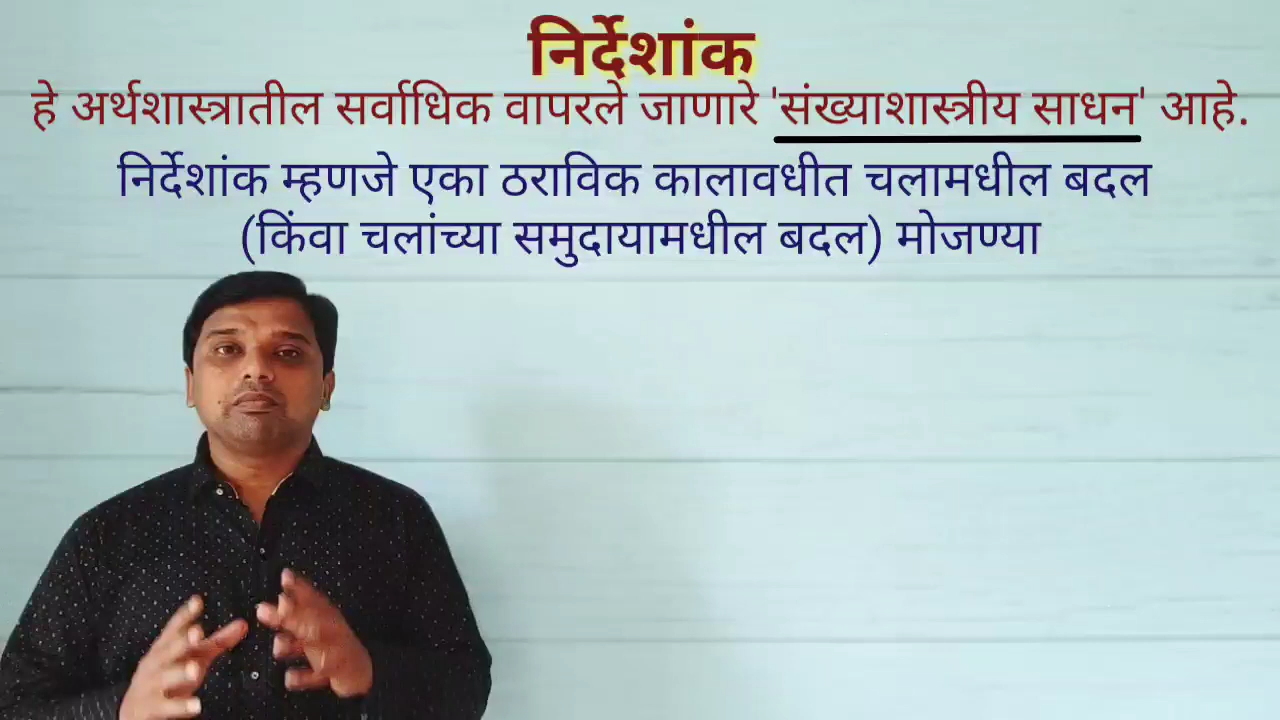 निर्देशांक
हे अर्थशास्त्रातील सर्वाधिक वापरले जाणारे 'संख्याशास्त्रीय साधन' आहे.
निर्देशांक म्हणजे एका ठराविक कालावधीत चलामधील बदल
(किंवा चलांच्या समुदायामधील बदल) मोजण्या